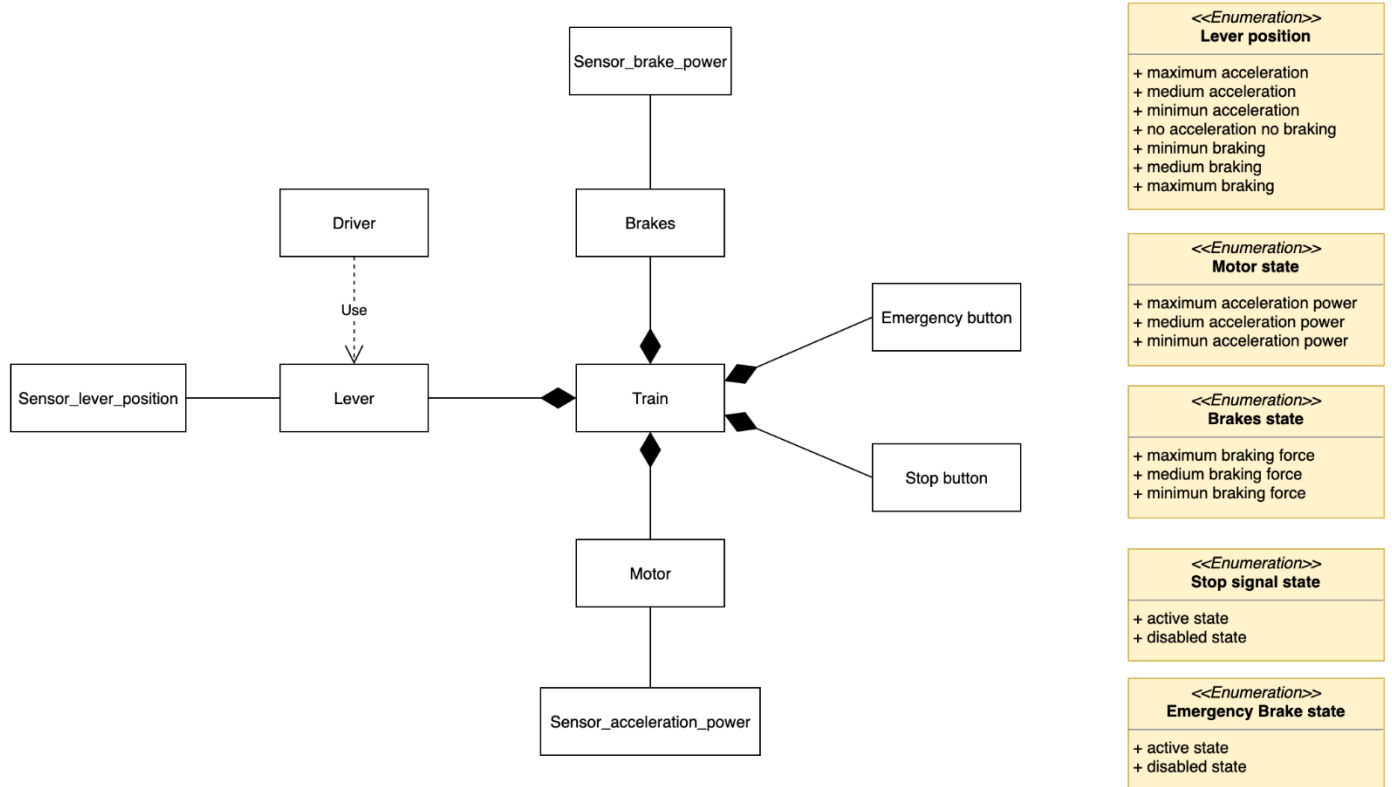 Sensor_brake_power
Driver
Brakes
Use
Emergency button
Sensor_lever_position
Lever
Train
Stop button
Motor
Sensor_acceleration_power
<<Enumeration>>
Lever position
+ maximum acceleration
+ medium acceleration
+ minimun acceleration
+ no acceleration no braking
+ minimun braking
+ medium braking
+ maximum braking
<<Enumeration>>
Motor state
+ maximum acceleration power
+ medium acceleration power
+ minimun acceleration power
<<Enumeration>>
Brakes state
+ maximum braking force
+ medium braking force
+ minimun braking force
<<Enumeration>>
Stop signal state
+ active state
+ disabled state
<<Enumeration>>
Emergency Brake state
+ active state
+ disabled state